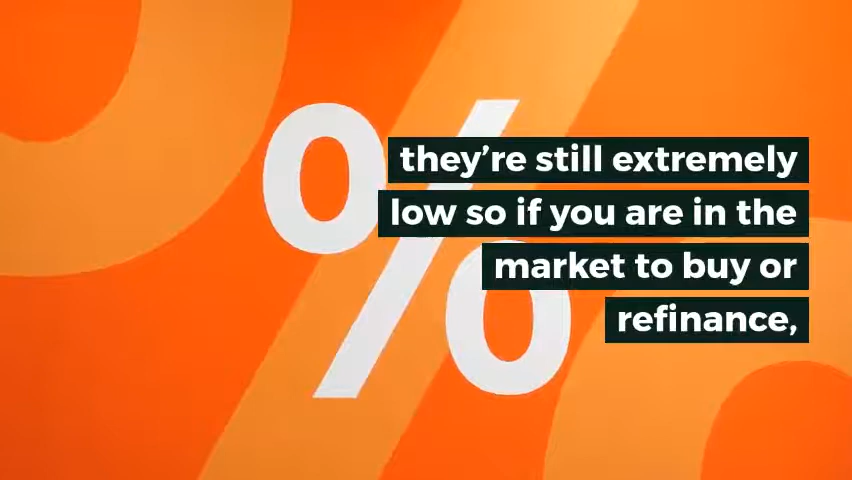 %
they’re still extremely
low so if you are in the
market to buy or
refinance,